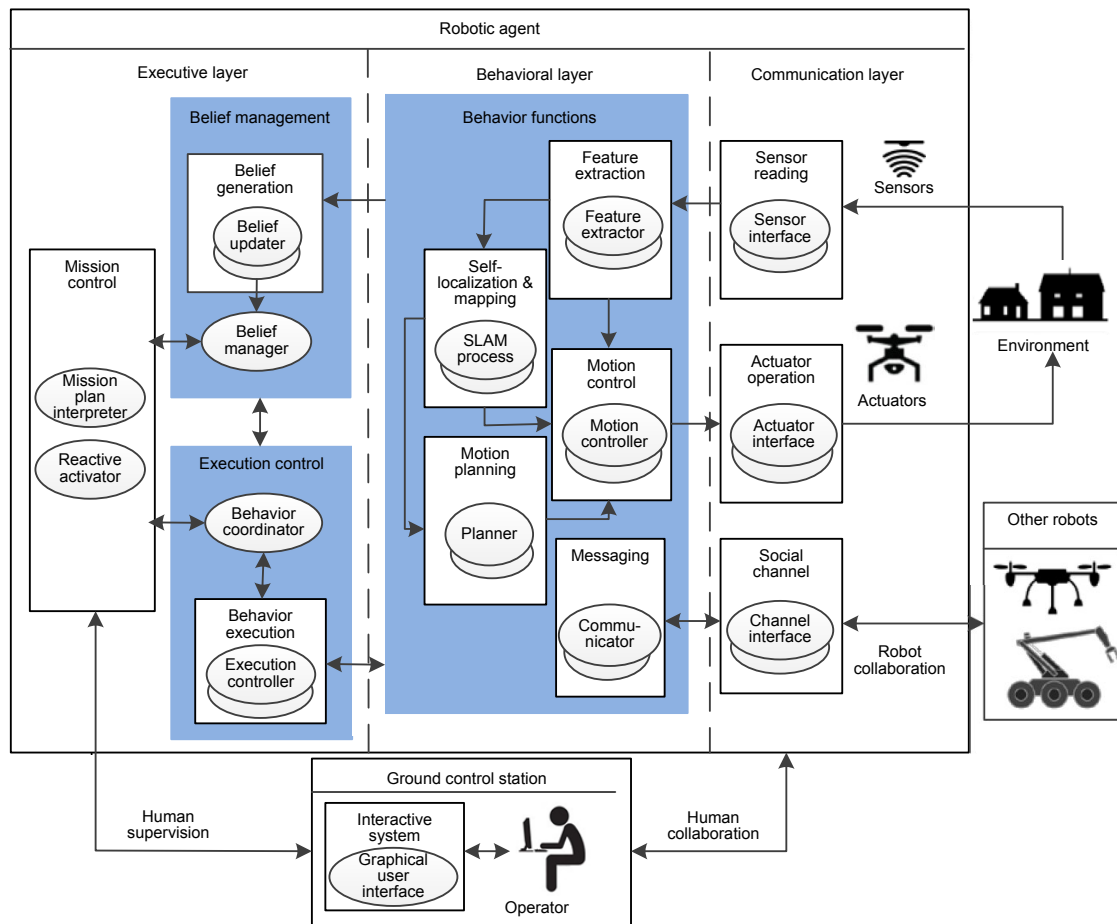 Robotic agent
Executive layer
Behavioral layer
Communication layer
Belief management
Belief
generation
Belief
updater
Belief
manager
Mission
control
Mission
plan
interpreter
Reactive
activator
Execution control
Behavior
coordinator
Behavior
execution
Execution
controller
Behavior functions
Feature
extraction
Feature
extractor
Self-
localization &
mapping
SLAM
process
Motion
control
Motion
controller
Motion
planning
Planner
Messaging
Commu-
nicator
Sensor
reading
Sensor
interface
Actuator
operation
Actuator
interface
Social
channel
Channel
interface
Sensors
Actuators
Environment
Other robots
Robot
collaboration
Ground control station
Interactive
system
Graphical
user
interface
Operator
Human
supervision
Human
collaboration